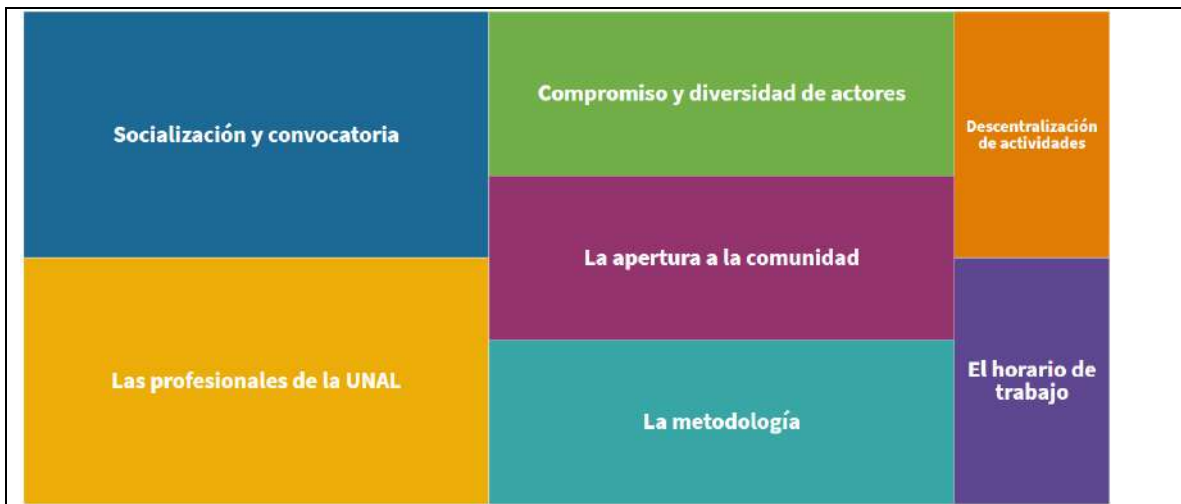 Socialización y convocatoria
Las profesionales de la UNAL
Compromiso y diversidad de actores
La apertura a la comunidad
La metodología
Descentralización
de actividades
El horario de
trabajo